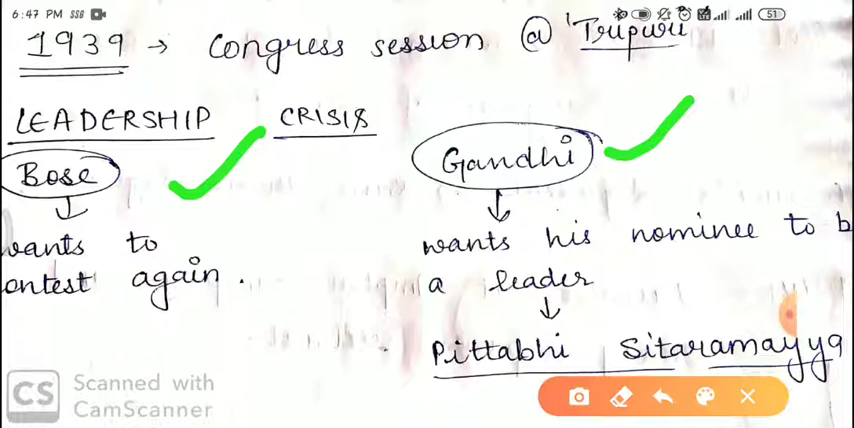 6:47 PM
51
1939 → Congress session @ Tripuri
LEADERSHIP CRISIS
Bose
Gandhi
↓
↓
wants to
ontest again.
wants his nominee to b
a leader
↓
Pittabhi Sitaramayya
CS Scanned with
CamScanner